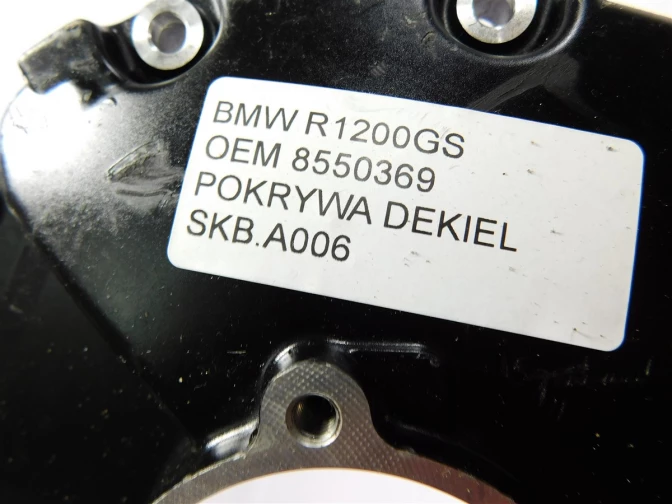 BMW R1200GS
OEM 8550369
POKRYWA DEKIEL
SKB.A006